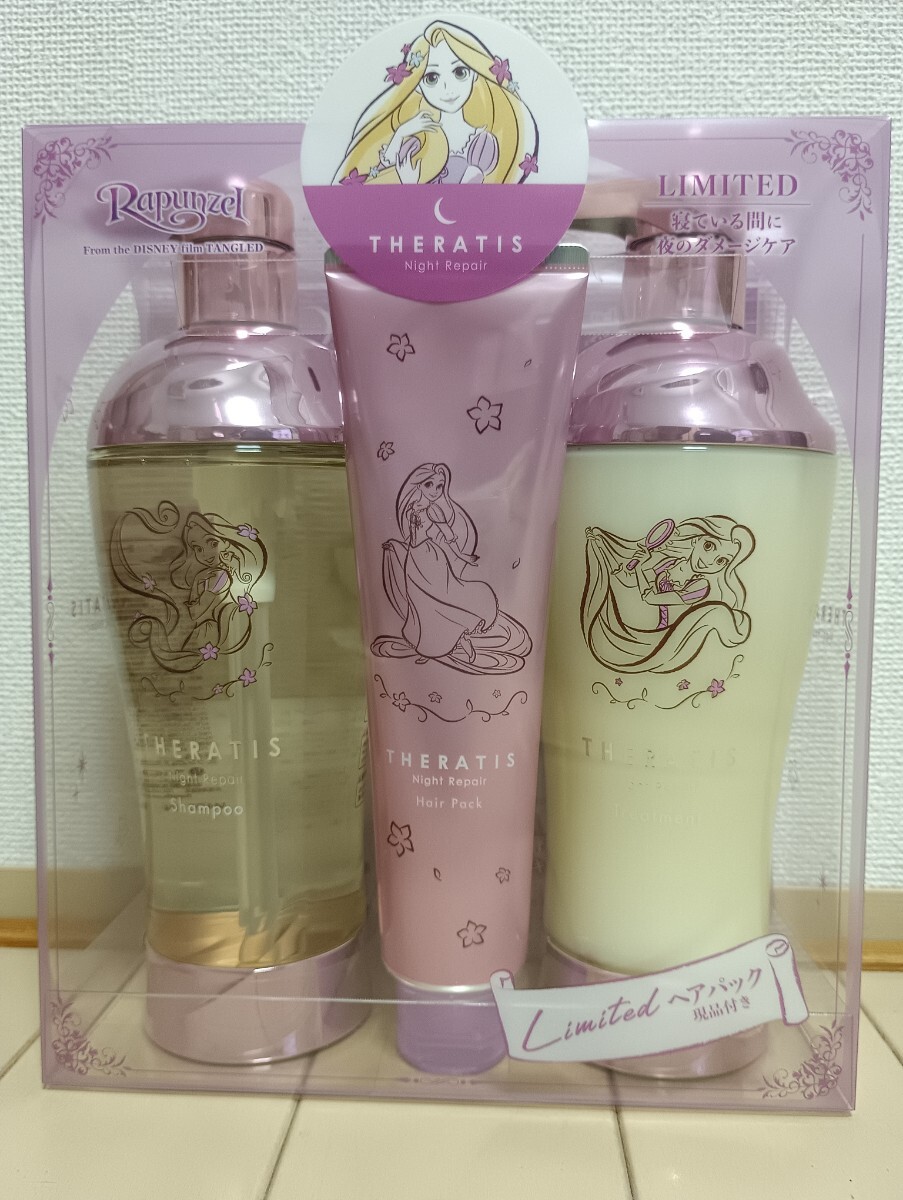 Rapunzel
From the DISNEY film TANGLED
THERATIS
Night Repair
LIMITED
寝ている間に
夜のダメージケア
THERATIS
Night Repair
Shampoo
THERATIS
Night Repair
Hair Pack
THERATIS
Treatment
Limited ヘアパック
現品付き